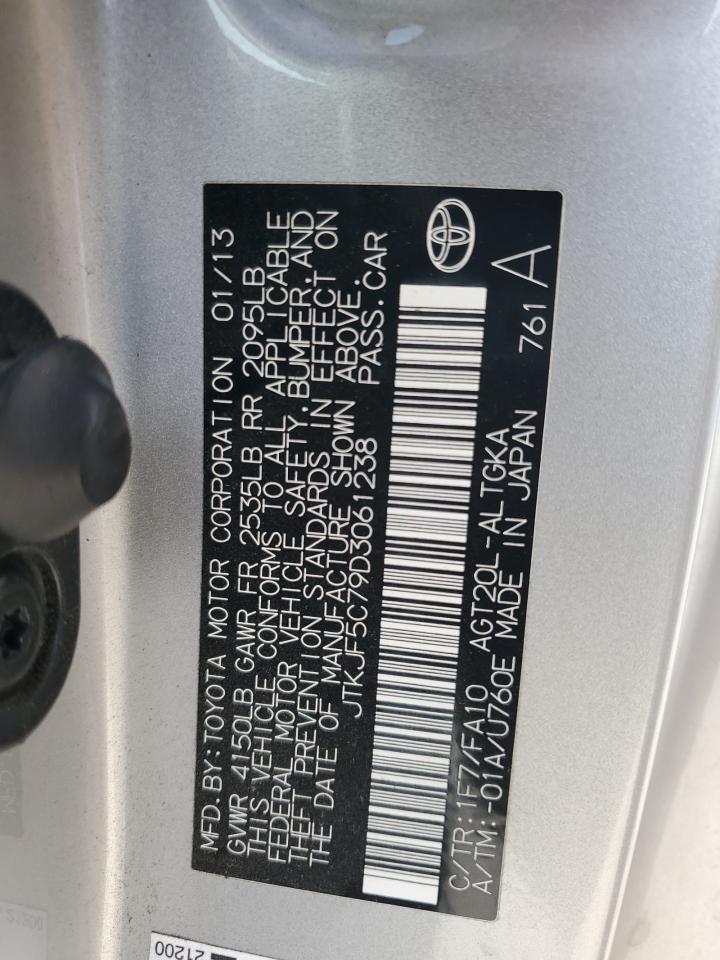 MFD.BY:TOYOTA MOTOR CORPORATION 01/13
GVWR 4150LB GAWR FR 2535LB RR 2095LB
THIS VEHICLE CONFORMS TO ALL APPLICABLE
FEDERAL MOTOR VEHICLE SAFETY,BUMPER,AND
THEFT PREVENTION STANDARDS IN EFFECT ON
THE DATE OF MANUFACTURE SHOWN ABOVE.
JTKJF5C79D3061238 PASS.CAR
C/TR:1F7/FA10 AGT20L-ALTGKA
A/TM:-01A/U760E MADE IN JAPAN 761 A
21200
21200